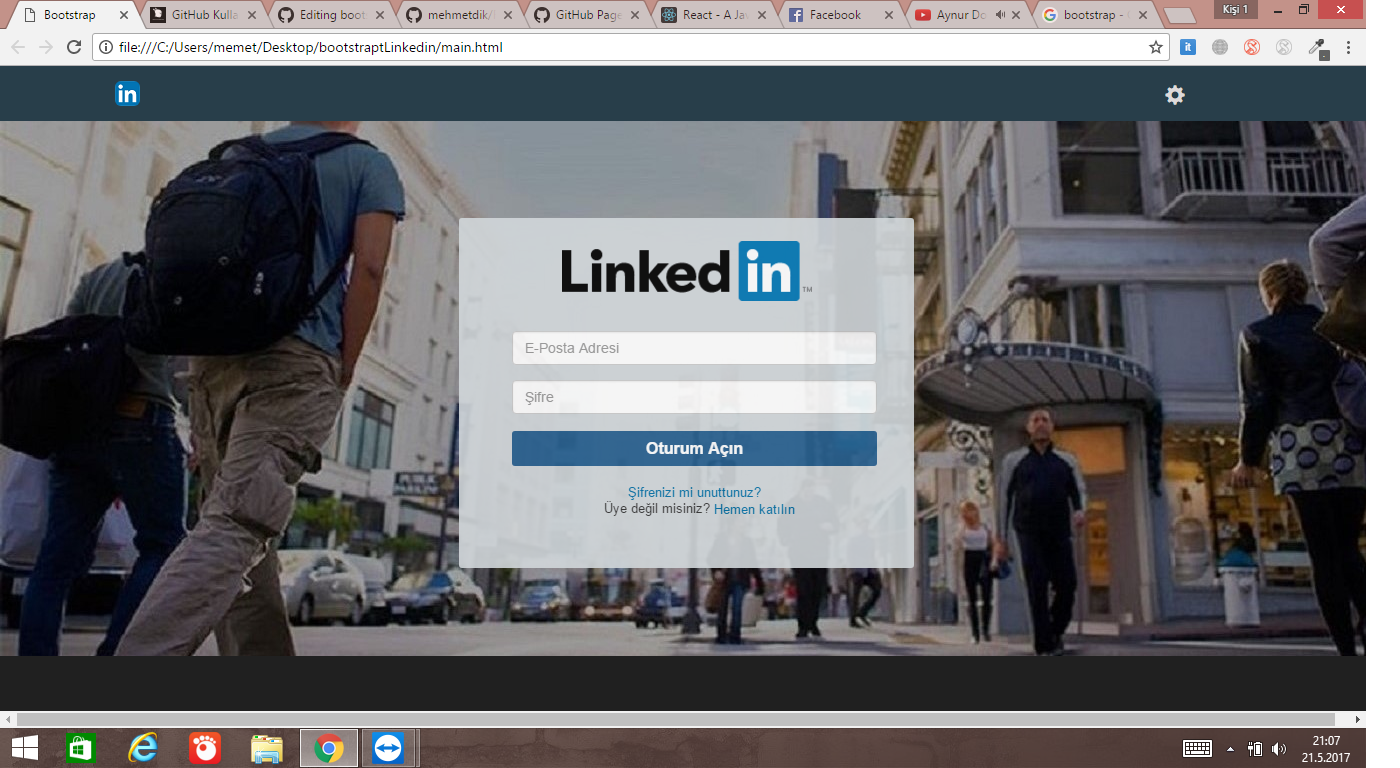 Bootstrap
GitHub Kulla
Editing boot
mehmetdik/
GitHub Page
React - A Ja
Facebook
Aynur Do
bootstrap -
Kişi 1
file:///C:/Users/memet/Desktop/bootstraptLinkedin/main.html
in
Linked in ™
E-Posta Adresi
Şifre
Oturum Açın
Şifrenizi mi unuttunuz?
Üye değil misiniz? Hemen katılın
21:07
21.5.2017